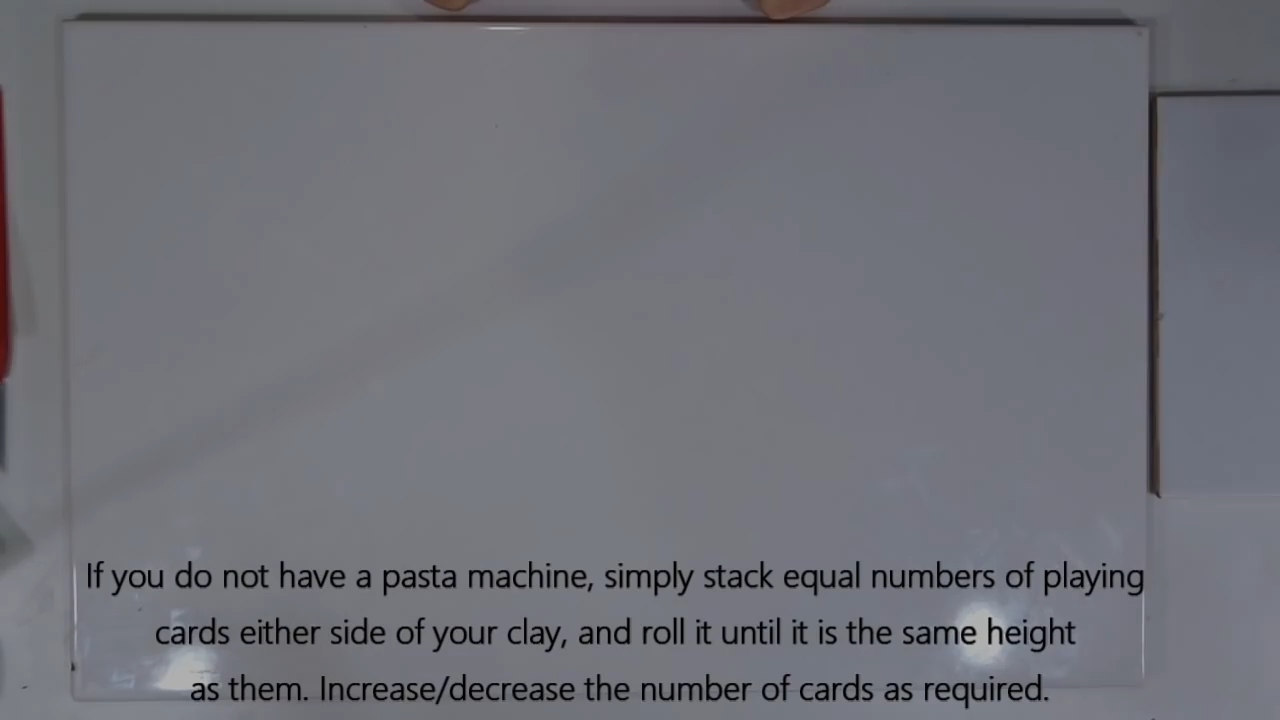 If you do not have a pasta machine, simply stack equal numbers of playing
cards either side of your clay, and roll it until it is the same height
as them. Increase/decrease the number of cards as required.